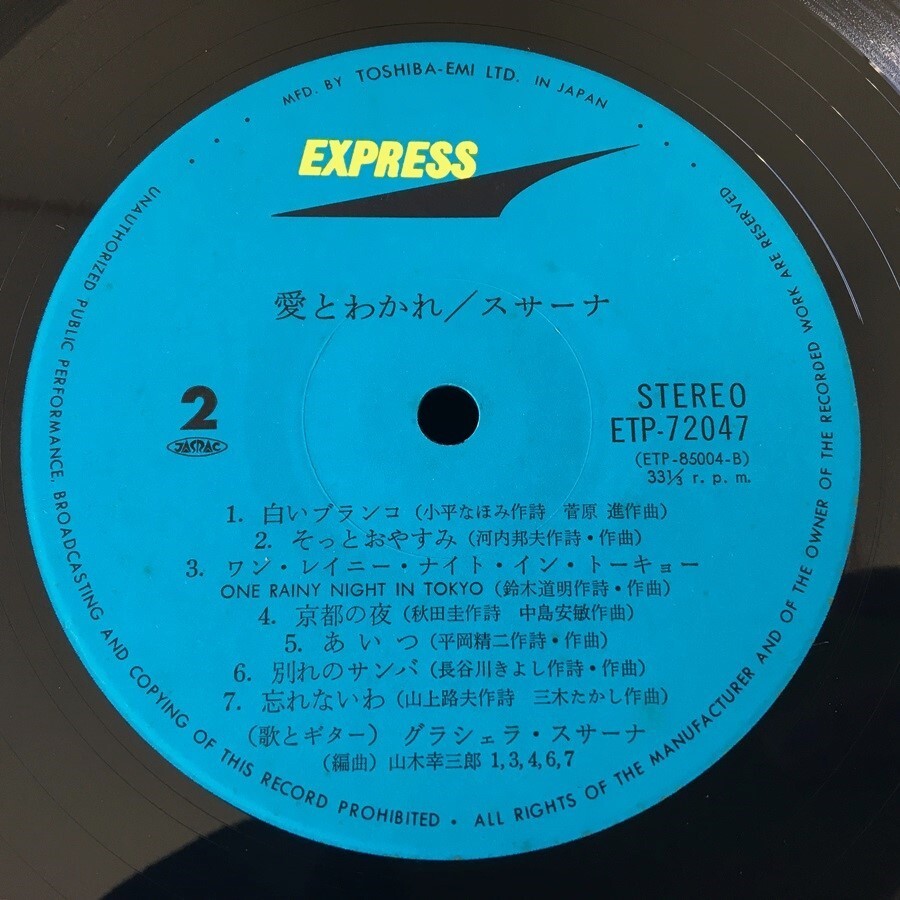 MFD. BY TOSHIBA-EMI LTD. IN JAPAN
EXPRESS
愛とわかれ/スサーナ
2
JASRAC
STEREO
ETP-72047
(ETP-85004-B)
33⅓ r. p. m.
1. 白いブランコ (小平なほみ作詩 菅原 進作曲)
2. そっとおやすみ (河内邦夫作詩・作曲)
3. ワン・レイニー・ナイト・イン・トーキョー
ONE RAINY NIGHT IN TOKYO (鈴木道明作詩・作曲)
4. 京都の夜 (秋田圭作詩 中島安敏作曲)
5. あいつ (平岡精二作詩・作曲)
6. 別れのサンバ (長谷川きよし作詩・作曲)
7. 忘れないわ (山上路夫作詩 三木たかし作曲)
(歌とギター) グラシェラ・スサーナ
(編曲) 山木幸三郎 1,3,4,6,7
UNAUTHORIZED PUBLIC PERFORMANCE, BROADCASTING AND COPYING OF THIS RECORD PROHIBITED • ALL RIGHTS OF THE MANUFACTURER AND OF THE OWNER OF THE RECORDED WORK ARE RESERVED